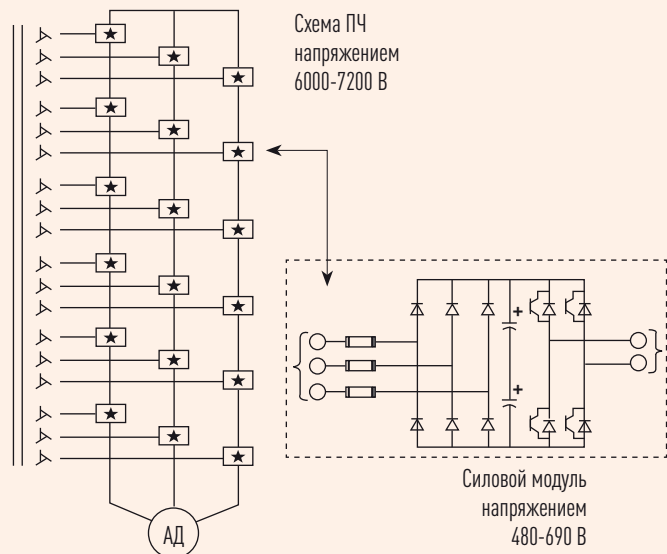 Схема ПЧ
напряжением
6000-7200 В
Силовой модуль
напряжением
480-690 В
АД